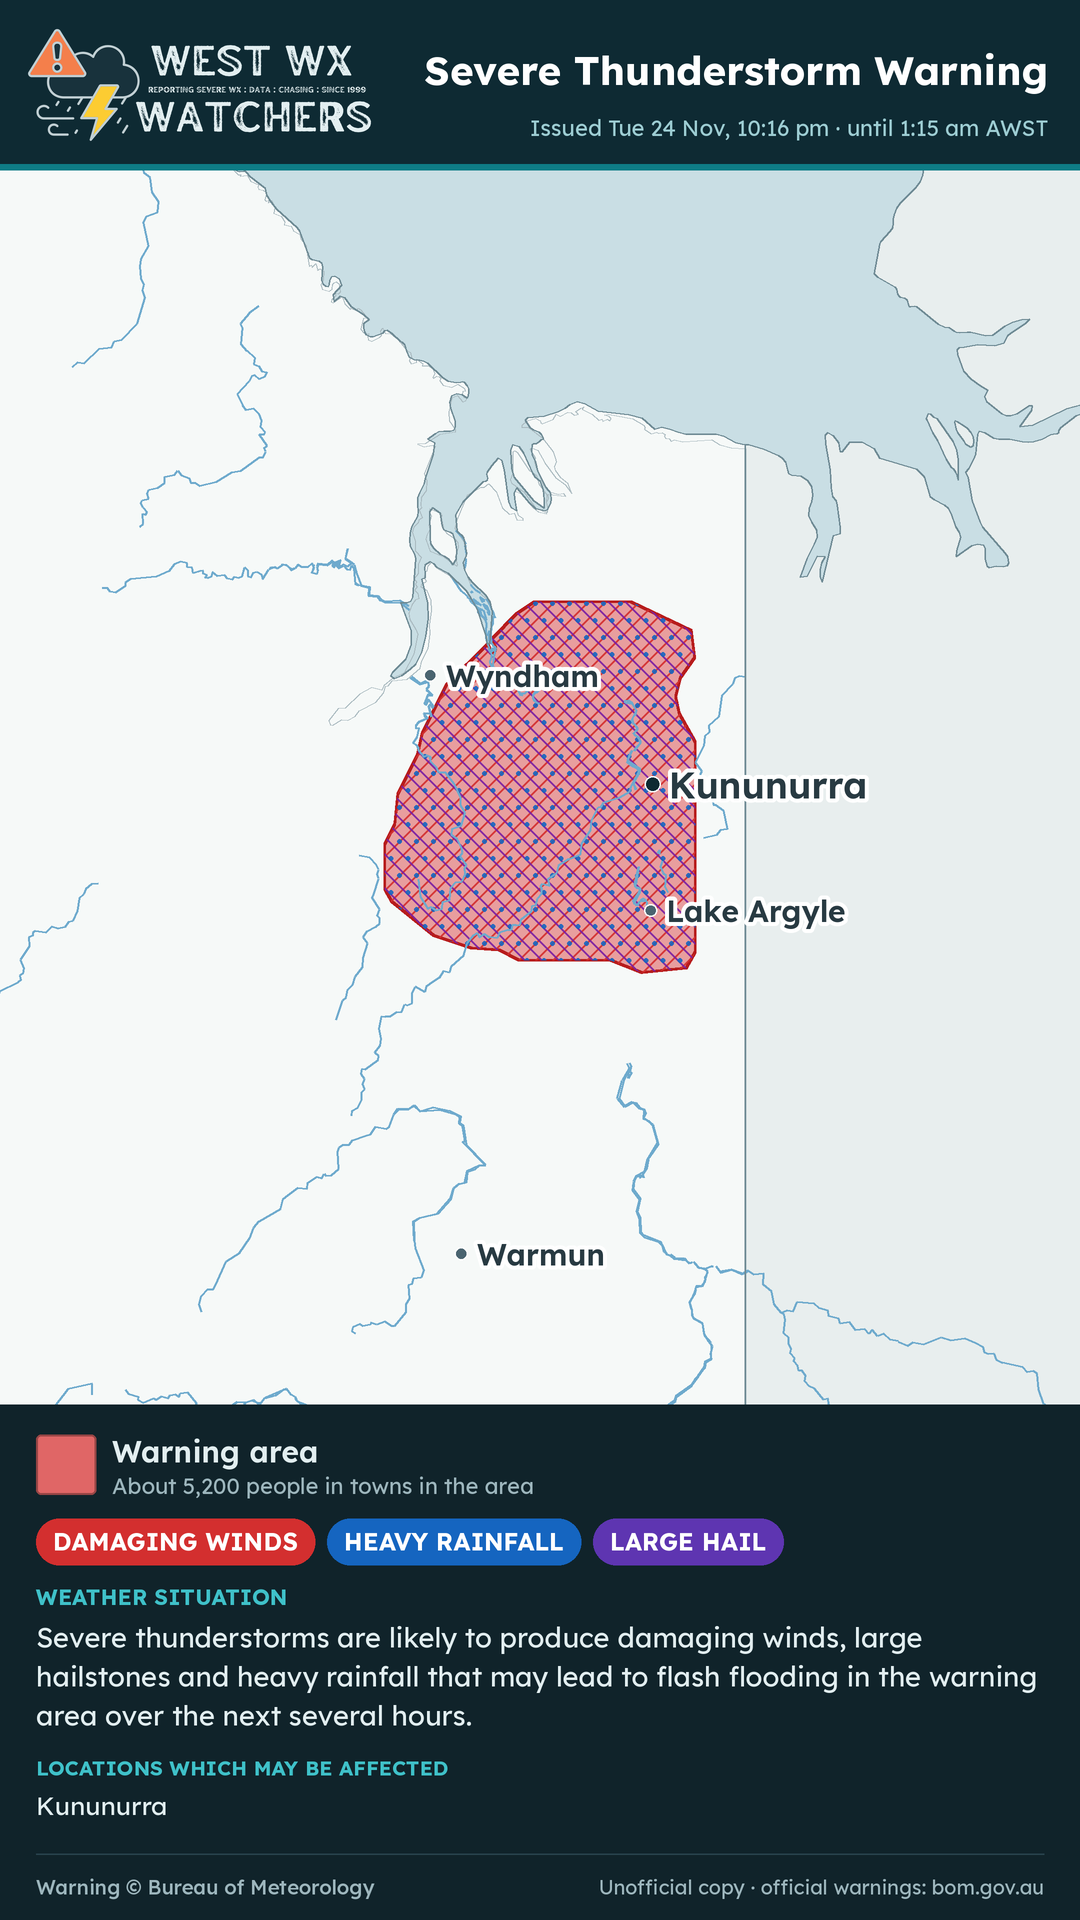 WEST WX
REPORTING SEVERE WX : DATA : CHASING : SINCE 1999
WATCHERS
Severe Thunderstorm Warning
Issued Tue 24 Nov, 10:16 pm · until 1:15 am AWST
Wyndham
Kununurra
Lake Argyle
Warmun
Warning area
About 5,200 people in towns in the area
DAMAGING WINDS
HEAVY RAINFALL
LARGE HAIL
WEATHER SITUATION
Severe thunderstorms are likely to produce damaging winds, large
hailstones and heavy rainfall that may lead to flash flooding in the warning
area over the next several hours.
LOCATIONS WHICH MAY BE AFFECTED
Kununurra
Warning © Bureau of Meteorology
Unofficial copy · official warnings: bom.gov.au